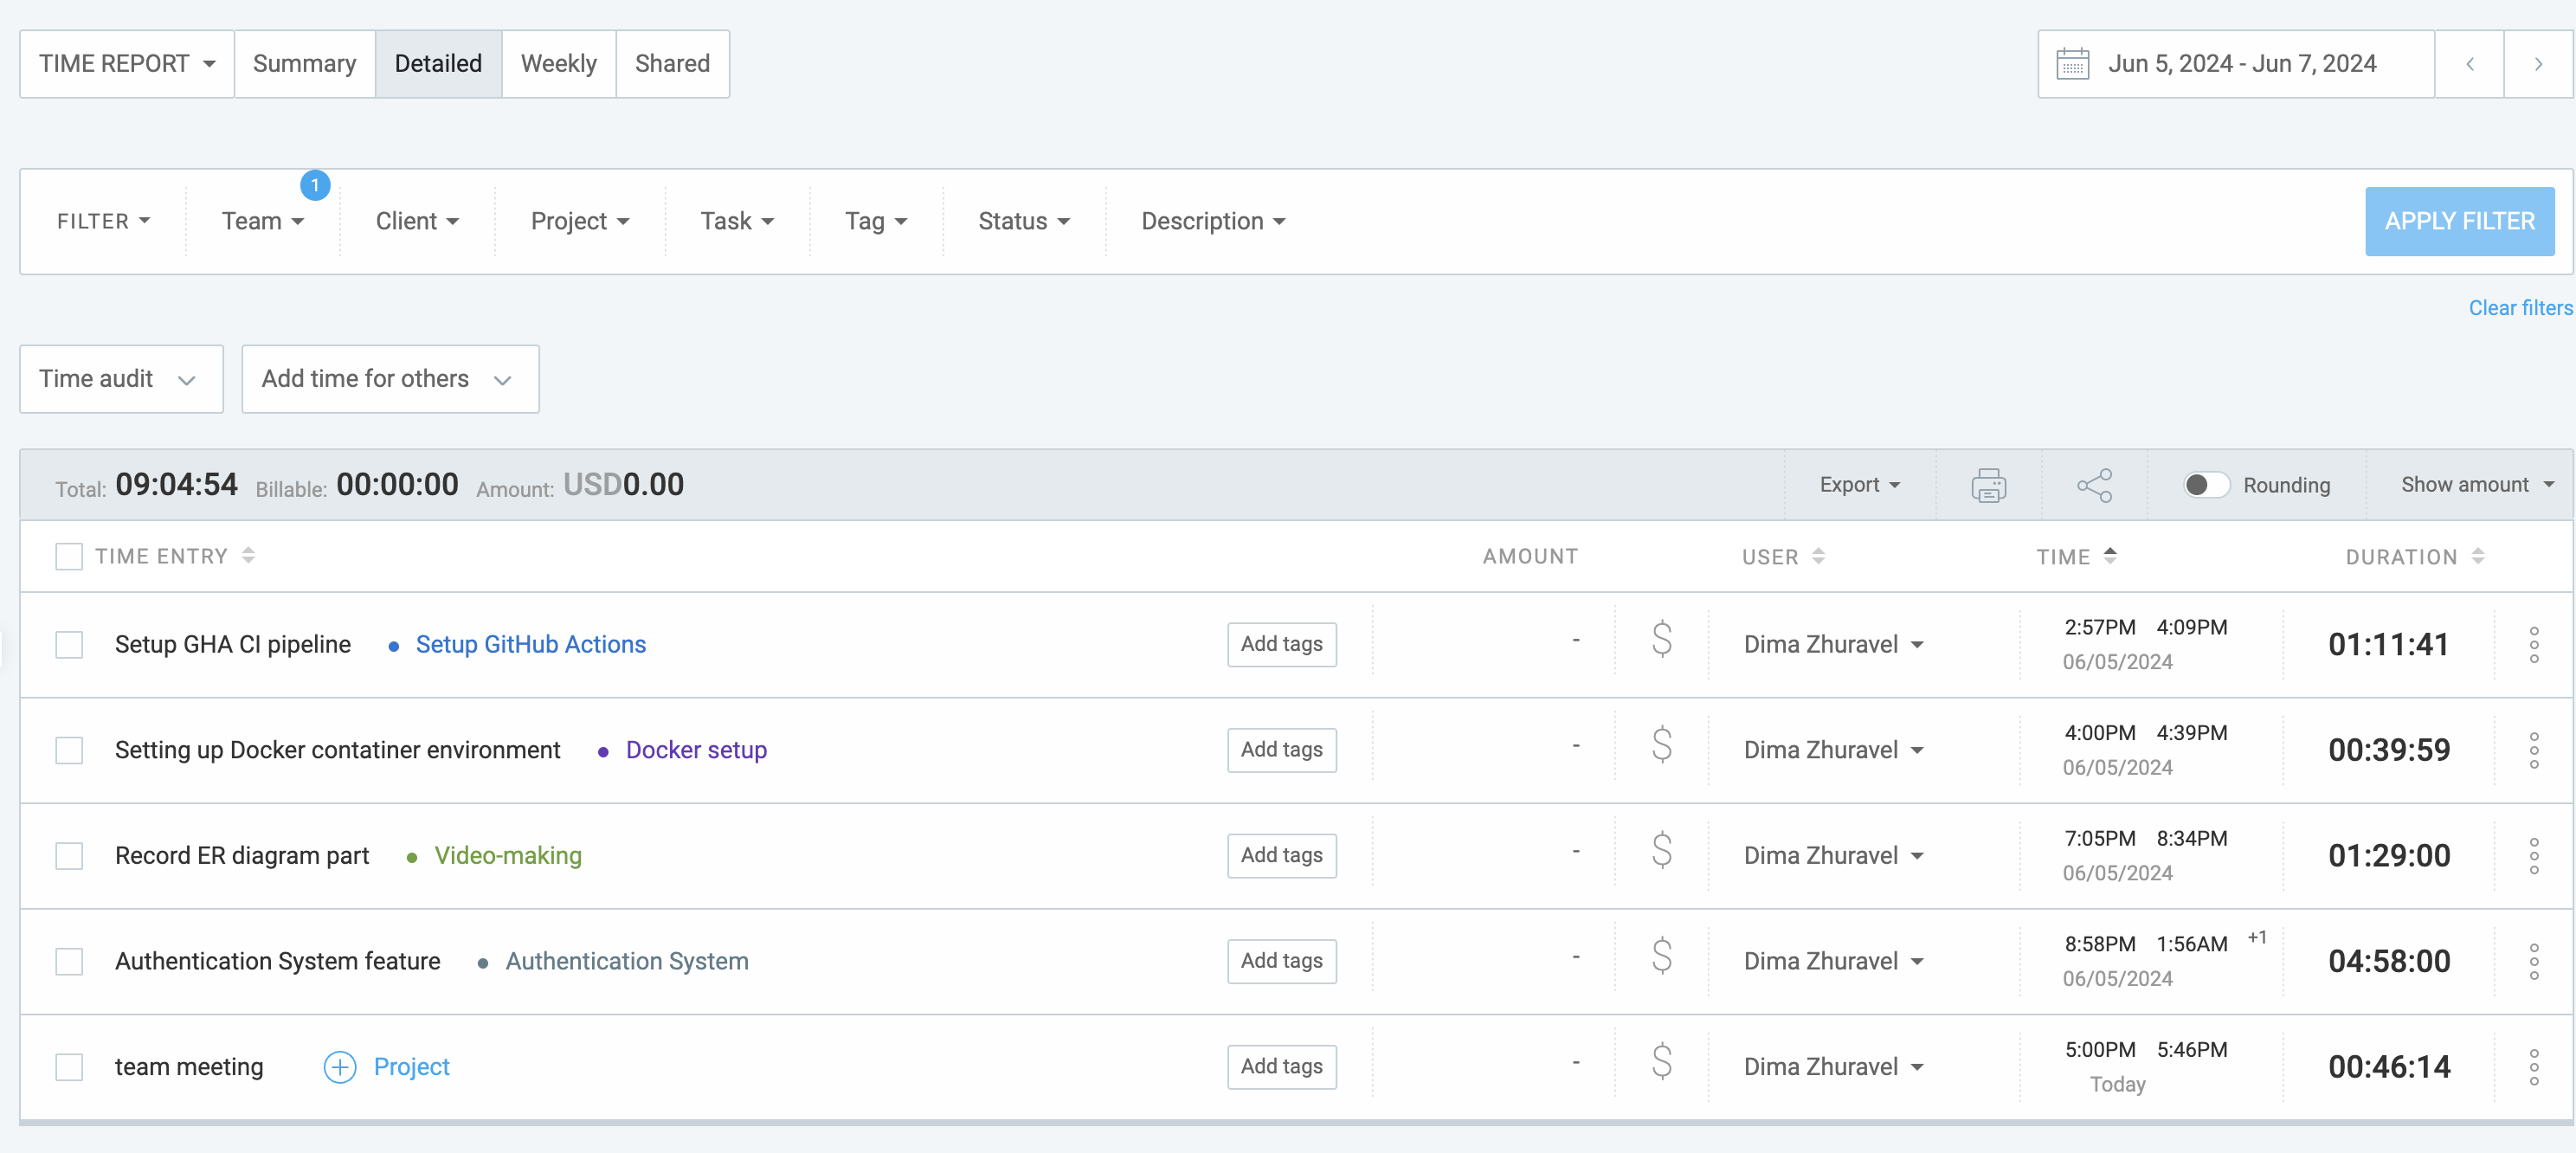 TIME REPORT Summary Detailed Weekly Shared Jun 5, 2024 - Jun 7, 2024
1
FILTER Team Client Project Task Tag Status Description APPLY FILTER
Clear filters
Time audit Add time for others
Total: 09:04:54 Billable: 00:00:00 Amount: USD0.00 Export Rounding Show amount
TIME ENTRY AMOUNT USER TIME DURATION
Setup GHA CI pipeline • Setup GitHub Actions Add tags - $ Dima Zhuravel 2:57PM 4:09PM 01:11:41
06/05/2024
Setting up Docker contatiner environment • Docker setup Add tags - $ Dima Zhuravel 4:00PM 4:39PM 00:39:59
06/05/2024
Record ER diagram part • Video-making Add tags - $ Dima Zhuravel 7:05PM 8:34PM 01:29:00
06/05/2024
Authentication System feature • Authentication System Add tags - $ Dima Zhuravel 8:58PM 1:56AM +1 04:58:00
06/05/2024
team meeting Project Add tags - $ Dima Zhuravel 5:00PM 5:46PM 00:46:14
Today